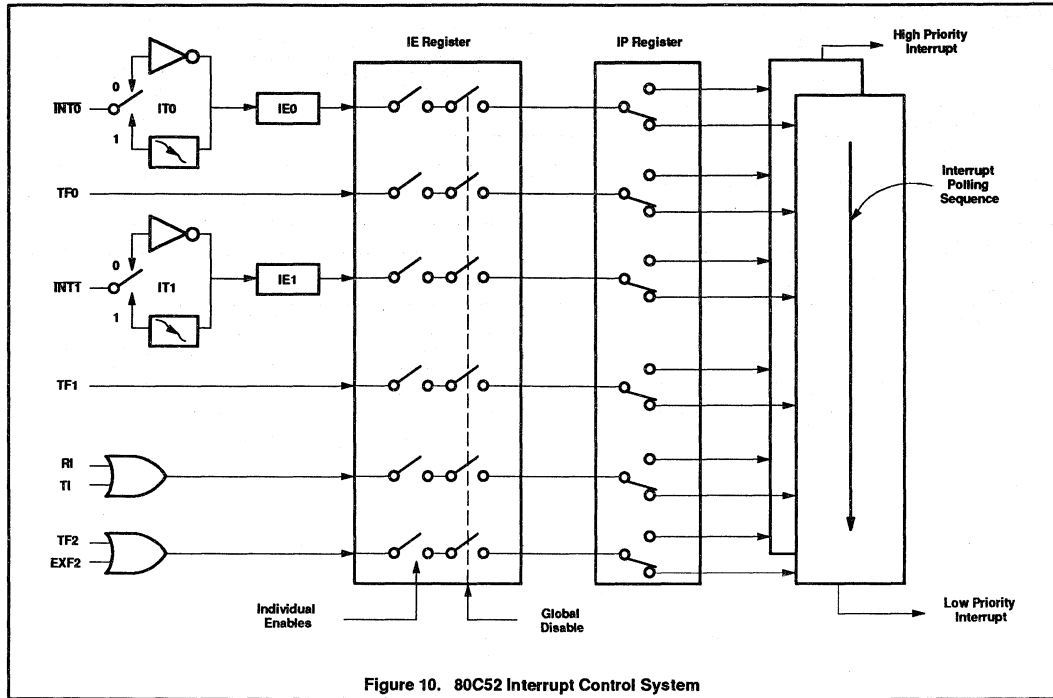 IE Register
IP Register
High Priority
Interrupt
0
INT0
IT0
IE0
1
TF0
Interrupt
Polling
Sequence
0
INT1
IT1
IE1
1
TF1
RI
TI
TF2
EXF2
Individual
Enables
Global
Disable
Low Priority
Interrupt
Figure 10. 80C52 Interrupt Control System